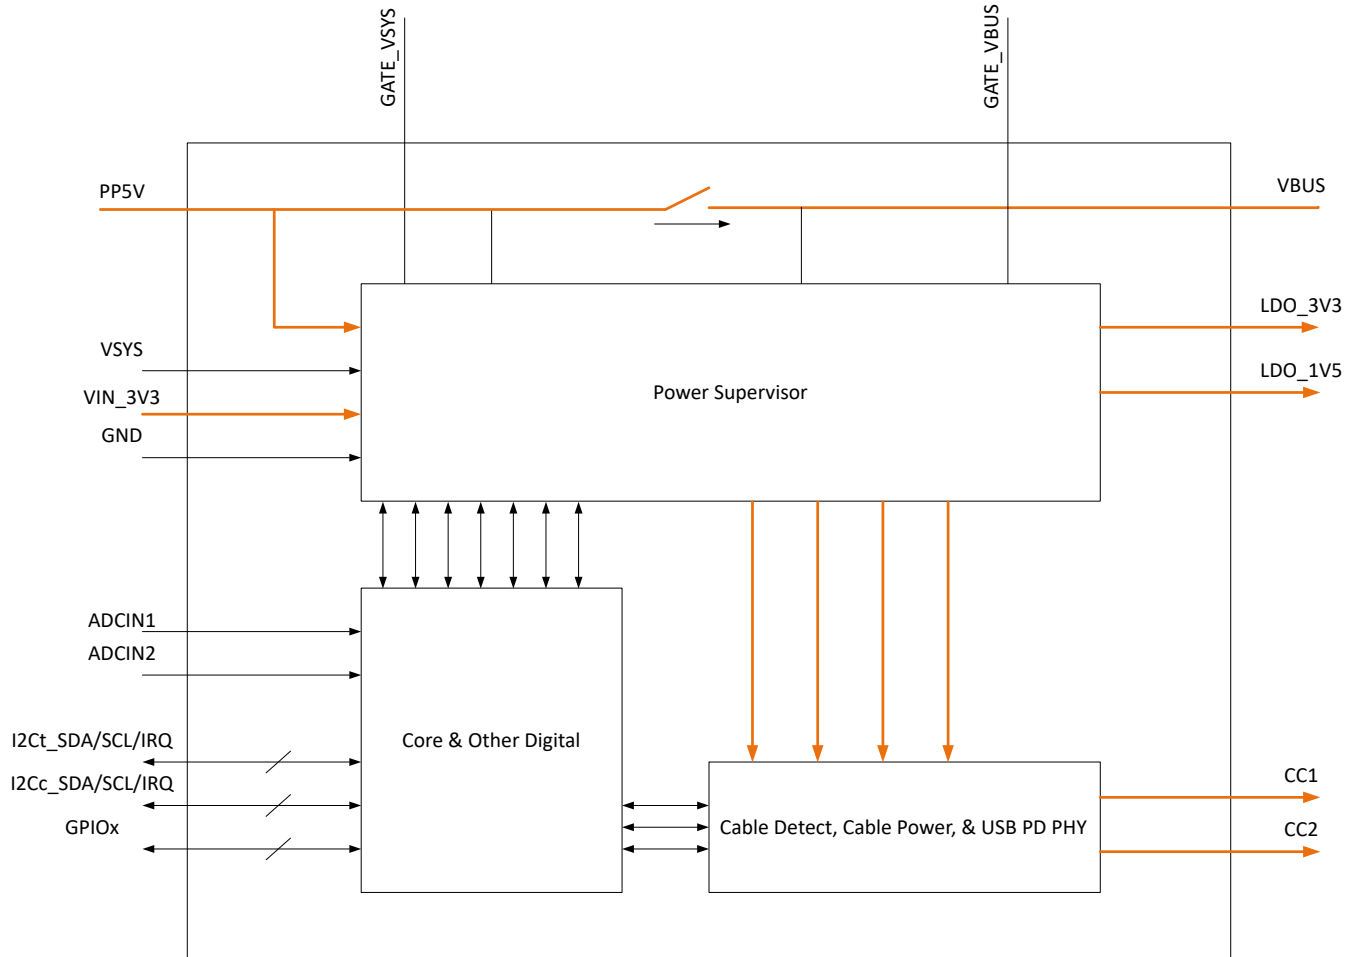 GATE_VSYS
GATE_VBUS
PP5V
VBUS
LDO_3V3
VSYS
LDO_1V5
VIN_3V3
Power Supervisor
GND
ADCIN1
ADCIN2
I2Ct_SDA/SCL/IRQ
Core & Other Digital
I2Cc_SDA/SCL/IRQ
CC1
GPIOx
Cable Detect, Cable Power, & USB PD PHY
CC2